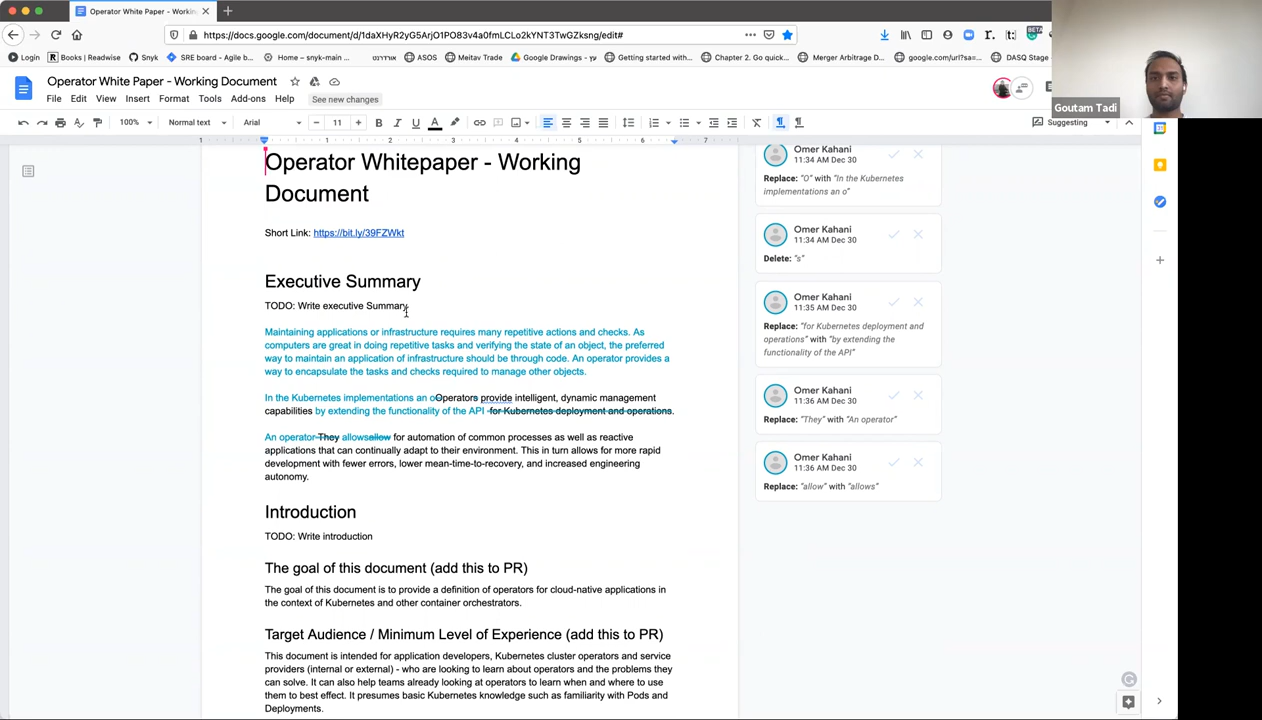 Operator White Paper - Workin
https://docs.google.com/document/d/1daXHyR2yG5ArjO1PO83v4a0fmLCLo2kYNT3TwGZksng/edit#
BETA
Login
Books | Readwise
Snyk
SRE board - Agile b...
Home - snyk-main ...
אודורנט
ASOS
Meitav Trade
Google Drawings - עץ
Getting started with...
Chapter 2. Go quick...
Merger Arbitrage D...
google.com/url?sa=...
DASQ Stage
Operator White Paper - Working Document
File Edit View Insert Format Tools Add-ons Help See new changes
Goutam Tadi
100% Normal text Arial 11 B I U A Suggesting
1 1 2 3 4 5 6 7
Operator Whitepaper - Working
Document
Short Link: https://bit.ly/39FZWkt
Executive Summary
TODO: Write executive Summary
Maintaining applications or infrastructure requires many repetitive actions and checks. As
computers are great in doing repetitive tasks and verifying the state of an object, the preferred
way to maintain an application of infrastructure should be through code. An operator provides a
way to encapsulate the tasks and checks required to manage other objects.
In the Kubernetes implementations an oOperators provide intelligent, dynamic management
capabilities by extending the functionality of the API for Kubernetes deployment and operations.
An operator They allowsallow for automation of common processes as well as reactive
applications that can continually adapt to their environment. This in turn allows for more rapid
development with fewer errors, lower mean-time-to-recovery, and increased engineering
autonomy.
Introduction
TODO: Write introduction
The goal of this document (add this to PR)
The goal of this document is to provide a definition of operators for cloud-native applications in
the context of Kubernetes and other container orchestrators.
Target Audience / Minimum Level of Experience (add this to PR)
This document is intended for application developers, Kubernetes cluster operators and service
providers (internal or external) - who are looking to learn about operators and the problems they
can solve. It can also help teams already looking at operators to learn when and where to use
them to best effect. It presumes basic Kubernetes knowledge such as familiarity with Pods and
Deployments.
Omer Kahani
11:34 AM Dec 30
Replace: "O" with "In the Kubernetes
implementations an o"
Omer Kahani
11:34 AM Dec 30
Delete: "s"
Omer Kahani
11:35 AM Dec 30
Replace: "for Kubernetes deployment and
operations" with "by extending the
functionality of the API"
Omer Kahani
11:36 AM Dec 30
Replace: "They" with "An operator"
Omer Kahani
11:36 AM Dec 30
Replace: "allow" with "allows"